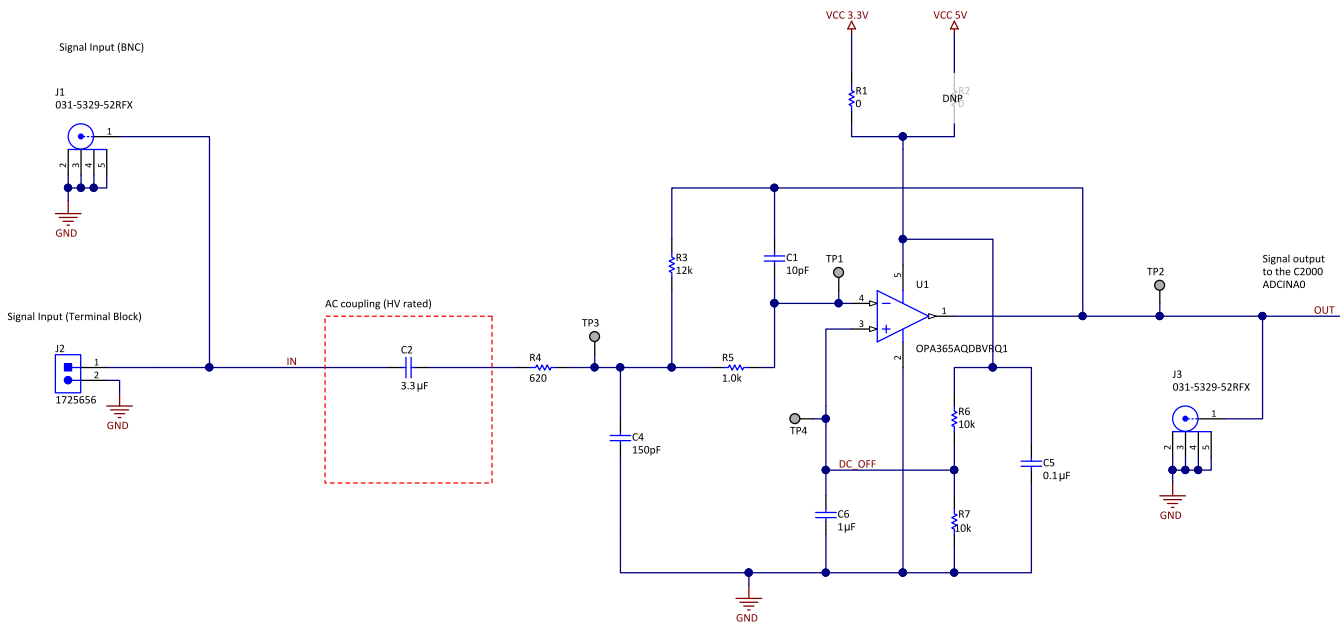 VCC 3.3V
VCC 5V
Signal Input (BNC)
J1
031-5329-52RFX
1
2
3
4
5
GND
R1
0
R2
0
DNP
R3
12k
C1
10pF
TP1
4
3
5
2
1
U1
OPA365AQDBVRQ1
TP2
Signal output
to the C2000
ADCINA0
OUT
AC coupling (HV rated)
Signal Input (Terminal Block)
J2
1
2
1725656
GND
IN
C2
3.3µF
R4
620
TP3
R5
1.0k
C4
150pF
TP4
DC_OFF
R6
10k
C5
0.1µF
C6
1µF
R7
10k
GND
J3
031-5329-52RFX
1
2
3
4
5
GND